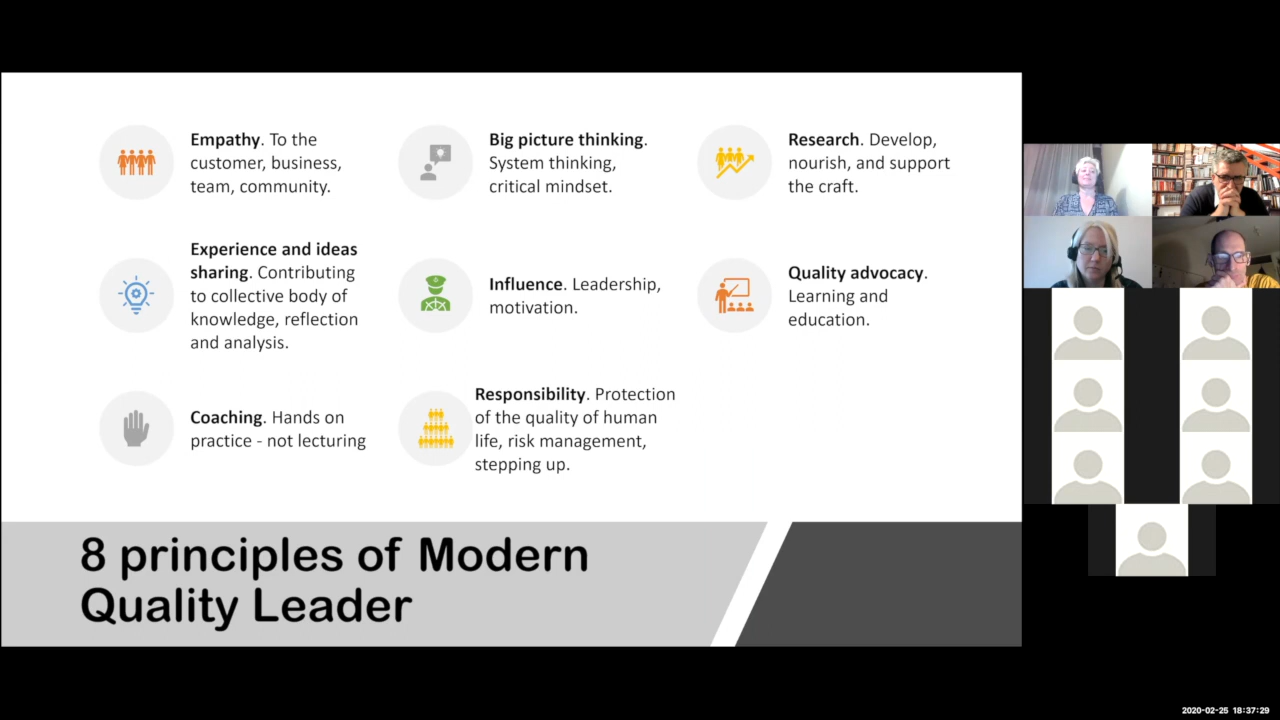 Empathy. To the
customer, business,
team, community.
Big picture thinking.
System thinking,
critical mindset.
Research. Develop,
nourish, and support
the craft.
Experience and ideas
sharing. Contributing
to collective body of
knowledge, reflection
and analysis.
Influence. Leadership,
motivation.
Quality advocacy.
Learning and
education.
Coaching. Hands on
practice - not lecturing
Responsibility. Protection
of the quality of human
life, risk management,
stepping up.
8 principles of Modern
Quality Leader
2020-02-25 18:37:29